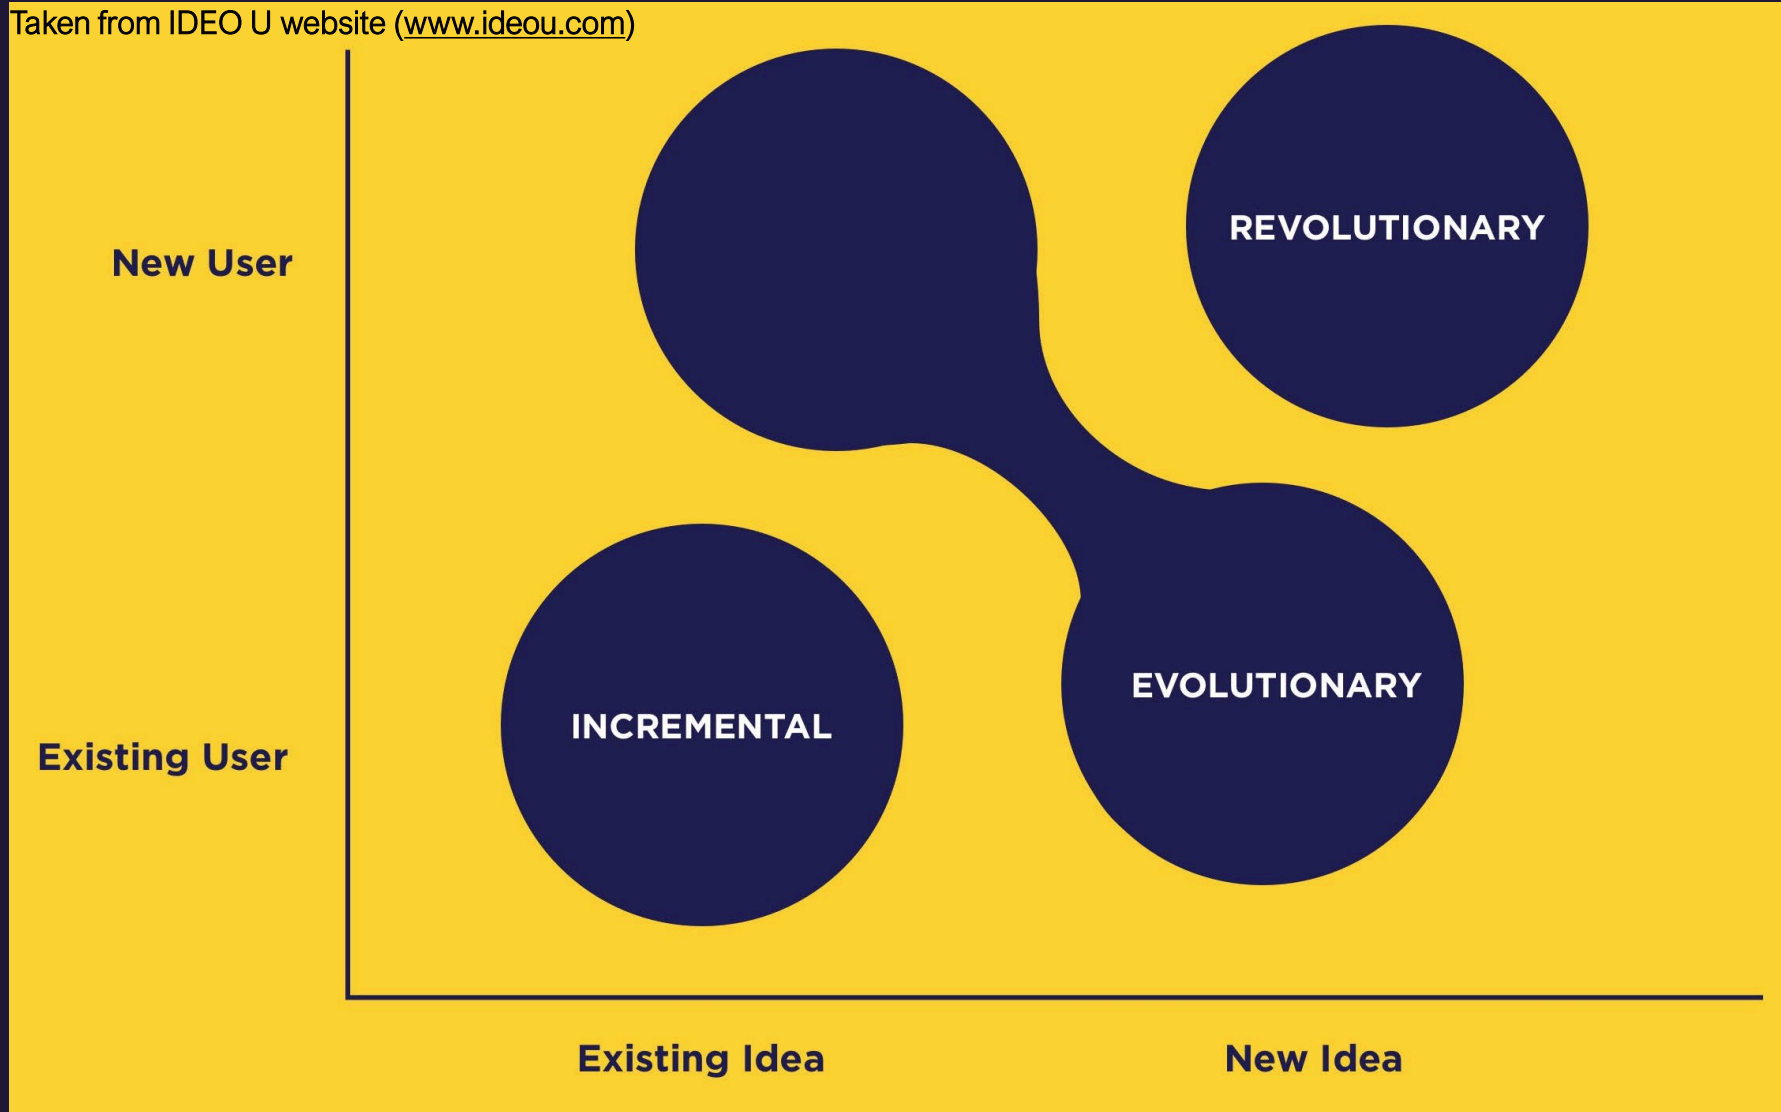 Taken from IDEO U website (www.ideou.com)
New User
REVOLUTIONARY
Existing User
INCREMENTAL
EVOLUTIONARY
Existing Idea
New Idea